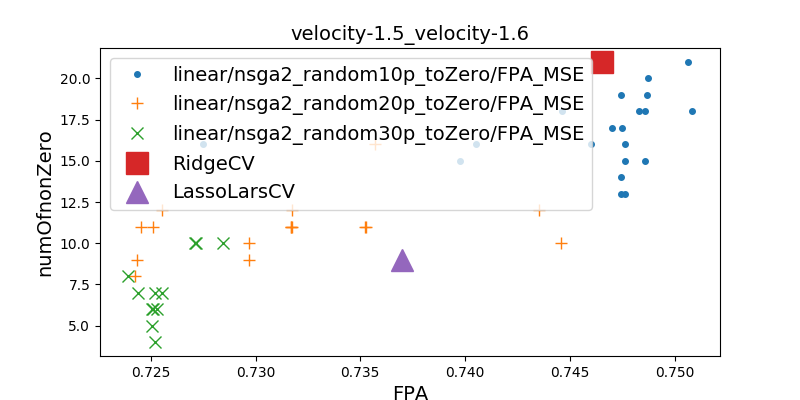 velocity-1.5_velocity-1.6
linear/nsga2_random10p_toZero/FPA_MSE
linear/nsga2_random20p_toZero/FPA_MSE
linear/nsga2_random30p_toZero/FPA_MSE
RidgeCV
LassoLarsCV
numOfnonZero
20.0
17.5
15.0
12.5
10.0
7.5
5.0
0.725 0.730 0.735 0.740 0.745 0.750
FPA